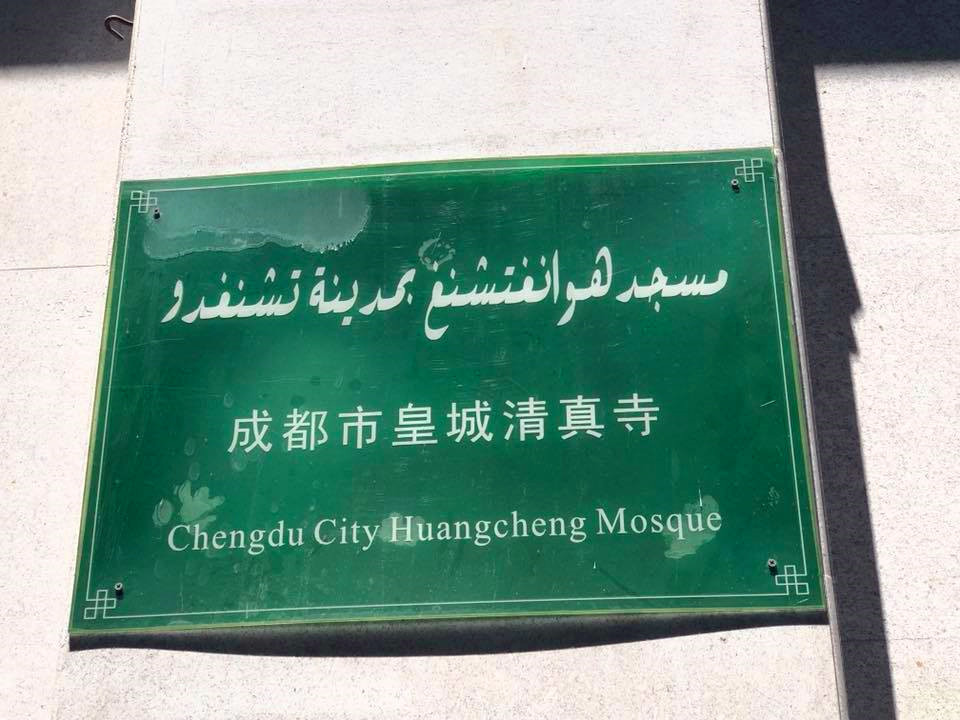 مسجد هوانغتشنغ بمدينة تشنغدو
成都市皇城清真寺
Chengdu City Huangcheng Mosque